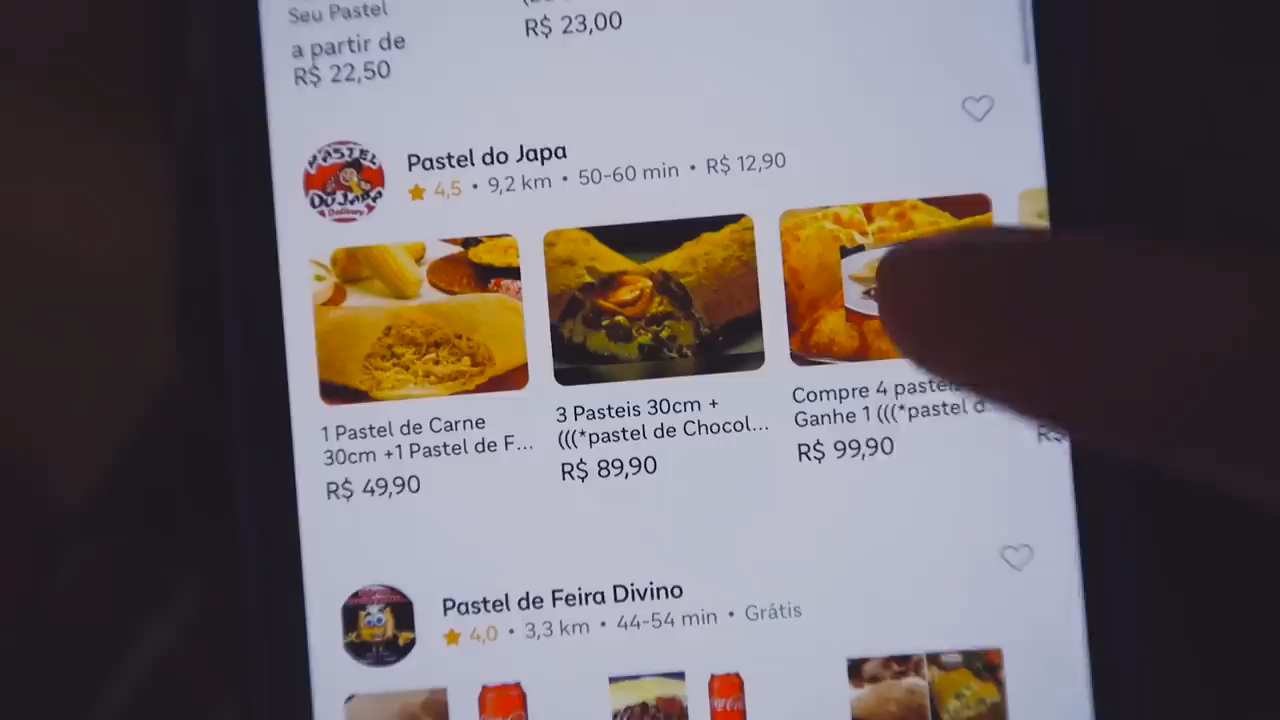 Seu Pastel
a partir de
R$ 22,50
R$ 23,00
PASTEL
DO JAPA
Delivery
Pastel do Japa
4,5 • 9,2 km • 50-60 min • R$ 12,90
1 Pastel de Carne
30cm +1 Pastel de F...
R$ 49,90
3 Pasteis 30cm +
(((*pastel de Chocol...
R$ 89,90
Compre 4
Ganhe 1 (((*pastel
R$ 99,90
Pastel de Feira Divino
4,0 • 3,3 km • 44-54 min • Grátis